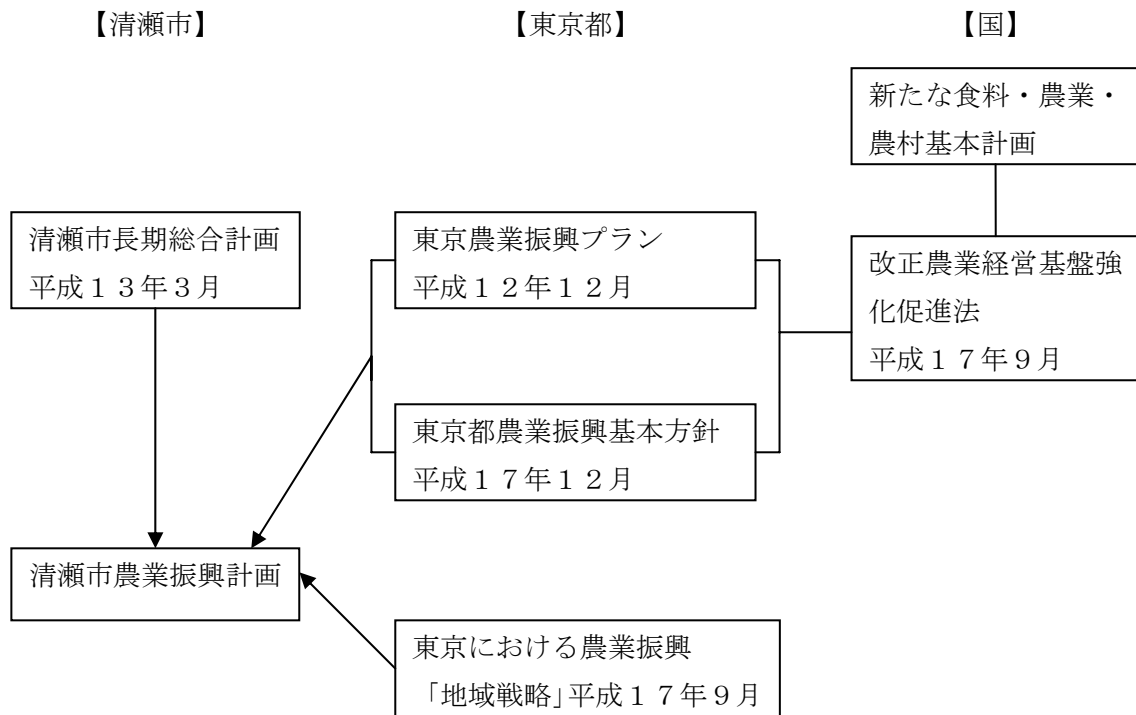 【清瀬市】
【東京都】
【国】
新たな食料・農業・
農村基本計画
清瀬市長期総合計画
平成１３年３月
東京農業振興プラン
平成１２年１２月
改正農業経営基盤強
化促進法
平成１７年９月
東京都農業振興基本方針
平成１７年１２月
清瀬市農業振興計画
東京における農業振興
「地域戦略」平成１７年９月